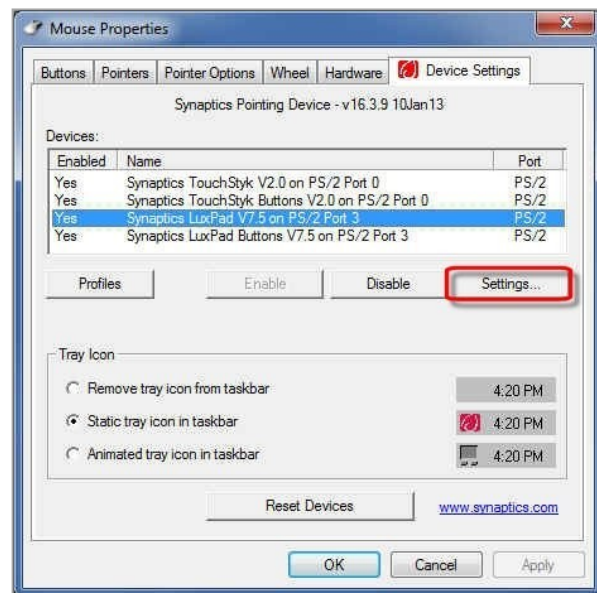 Mouse Properties
Buttons Pointers Pointer Options Wheel Hardware Device Settings
Synaptics Pointing Device - v16.3.9 10Jan13
Devices:
Enabled Name Port
Yes Synaptics TouchStyk V2.0 on PS/2 Port 0 PS/2
Yes Synaptics TouchStyk Buttons V2.0 on PS/2 Port 0 PS/2
Yes Synaptics LuxPad V7.5 on PS/2 Port 3 PS/2
Yes Synaptics LuxPad Buttons V7.5 on PS/2 Port 3 PS/2
Profiles Enable Disable Settings...
Tray Icon
Remove tray icon from taskbar 4:20 PM
Static tray icon in taskbar 4:20 PM
Animated tray icon in taskbar 4:20 PM
Reset Devices www.synaptics.com
OK Cancel Apply